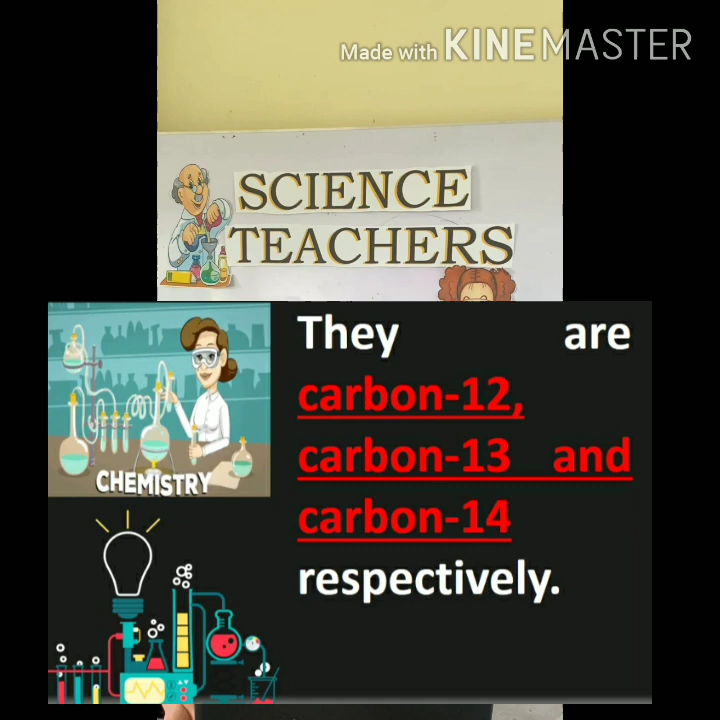 Made with KINEMASTER
SCIENCE
TEACHERS
They are
carbon-12,
carbon-13 and
carbon-14
respectively.
CHEMISTRY